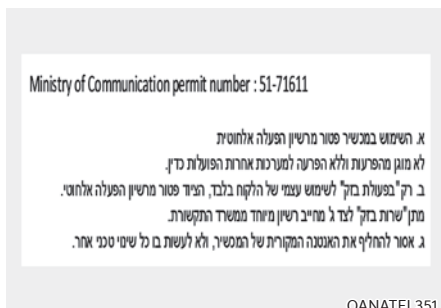 Ministry of Communication permit number : 51-71611
א. השימוש במכשיר פטור מרשיון הפעלה אלחוטית
לא מוגן מהפרעות וללא הפרעה למערכות אחרות הפועלות כדין.
ב. רק "בפעולת בזק" לשימוש עצמי של הלקוח בלבד, הציוד פטור מרשיון הפעלה אלחוטי.
מתן "שרות בזק" לצד ג' מחייב רשיון מיוחד ממשרד התקשורת.
ג. אסור להחליף את האנטנה המקורית של המכשיר, ולא לעשות בו כל שינוי טכני אחר.
OANATEL351